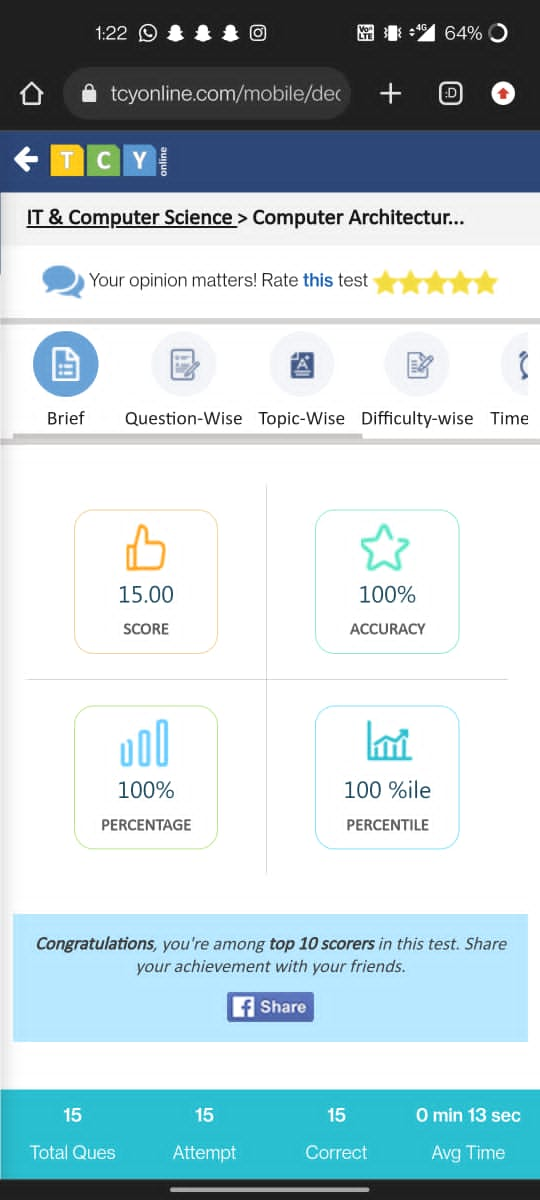 1:22 VoLTE 4G 64%
tcyonline.com/mobile/dec :D
T C Y online
IT & Computer Science > Computer Architectur...
Your opinion matters! Rate this test
Brief Question-Wise Topic-Wise Difficulty-wise Time
15.00 100%
SCORE ACCURACY
100% 100 %ile
PERCENTAGE PERCENTILE
Congratulations, you're among top 10 scorers in this test. Share
your achievement with your friends.
f Share
15 15 15 0 min 13 sec
Total Ques Attempt Correct Avg Time